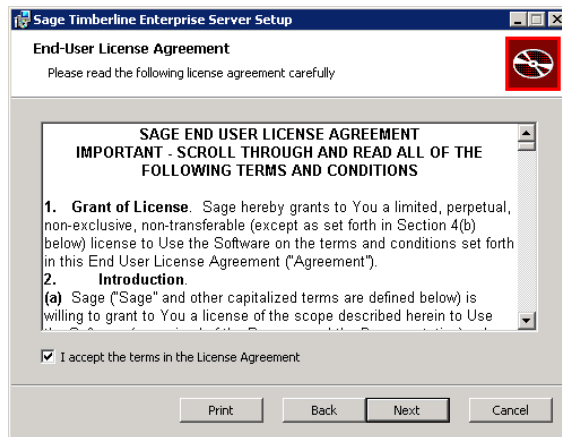 Sage Timberline Enterprise Server Setup
End-User License Agreement
Please read the following license agreement carefully
SAGE END USER LICENSE AGREEMENT
IMPORTANT - SCROLL THROUGH AND READ ALL OF THE
FOLLOWING TERMS AND CONDITIONS
1. Grant of License. Sage hereby grants to You a limited, perpetual,
non-exclusive, non-transferable (except as set forth in Section 4(b)
below) license to Use the Software on the terms and conditions set forth
in this End User License Agreement ("Agreement").
2. Introduction.
(a) Sage ("Sage" and other capitalized terms are defined below) is
willing to grant to You a license of the scope described herein to Use
I accept the terms in the License Agreement
Print Back Next Cancel